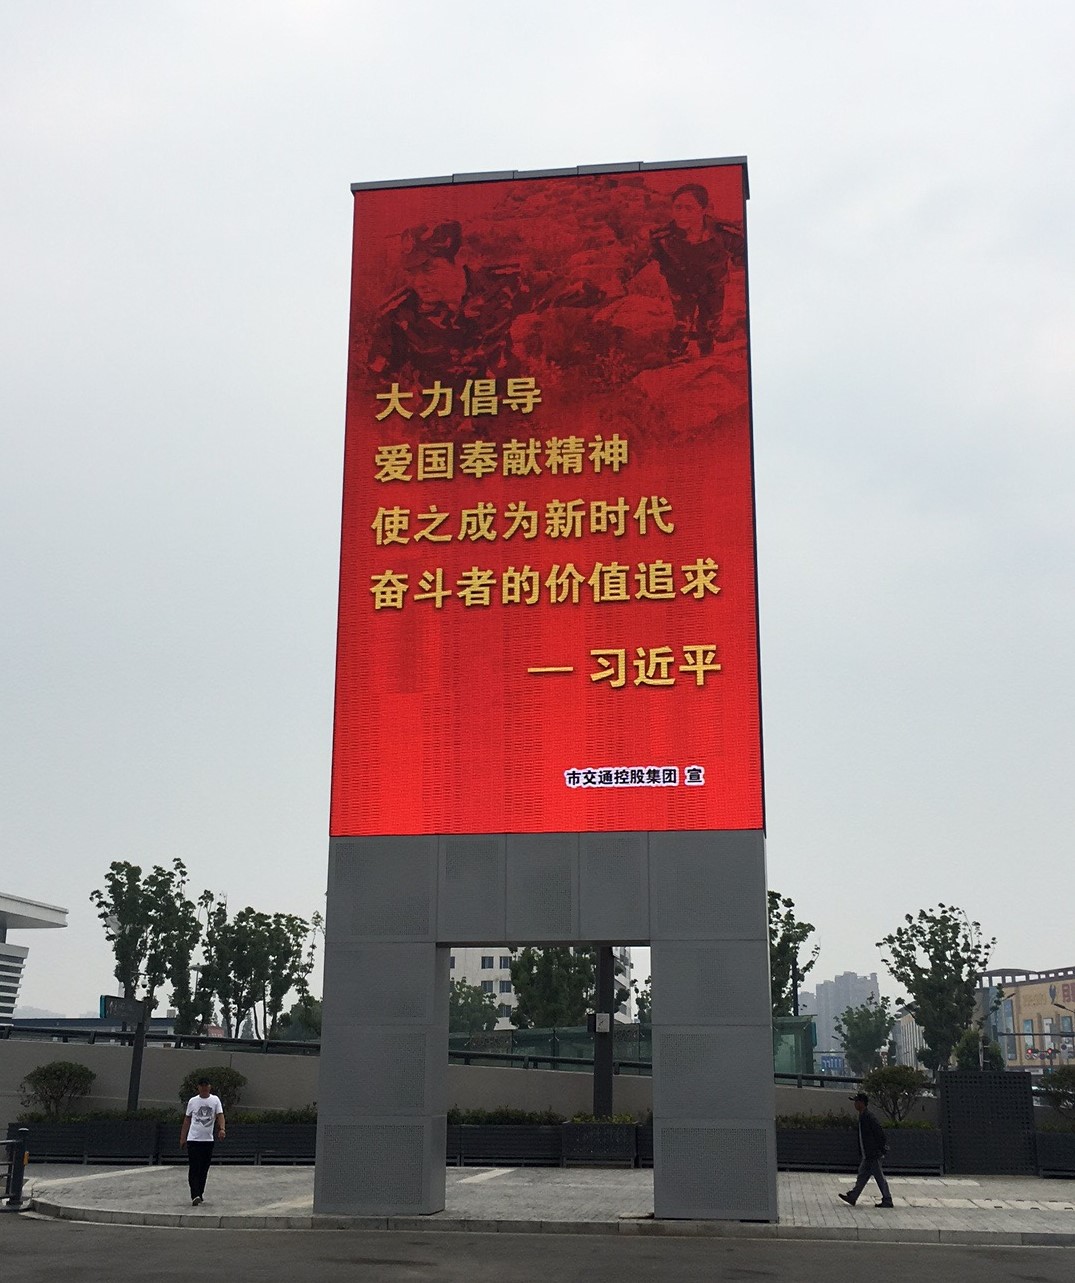 大力倡导
爱国奉献精神
使之成为新时代
奋斗者的价值追求
— 习近平
市交通控股集团 宣